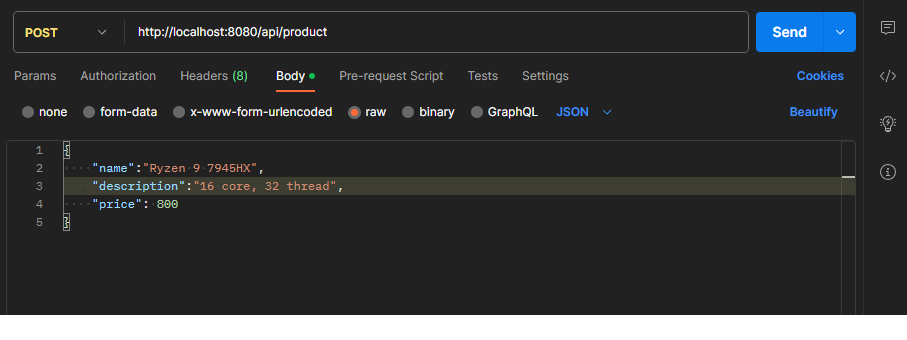 POST http://localhost:8080/api/product Send
Params Authorization Headers (8) Body Pre-request Script Tests Settings Cookies
none form-data x-www-form-urlencoded raw binary GraphQL JSON Beautify
1 {
2 "name":"Ryzen 9 7945HX",
3 "description":"16 core, 32 thread",
4 "price": 800
5 }